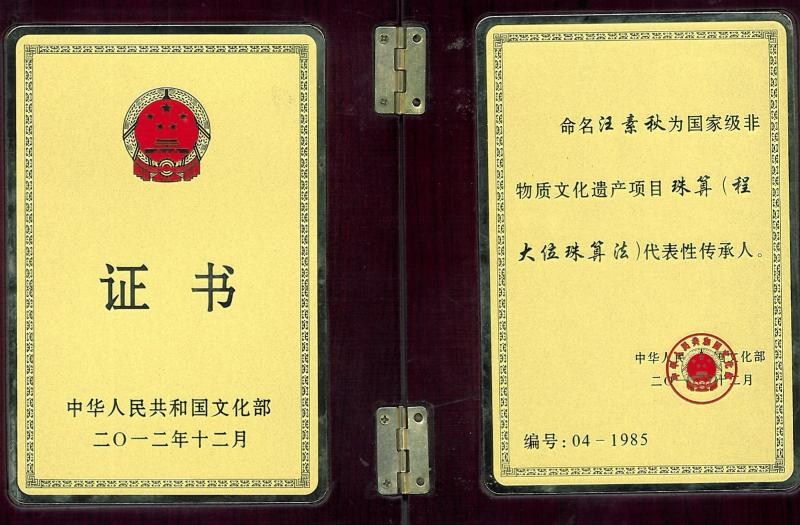 证书
中华人民共和国文化部
二〇一二年十二月
命名汪素秋为国家级非
物质文化遗产项目珠算（程
大位珠算法）代表性传承人。
中华人 国文化部
二〇一 十二月
编号：04－1985